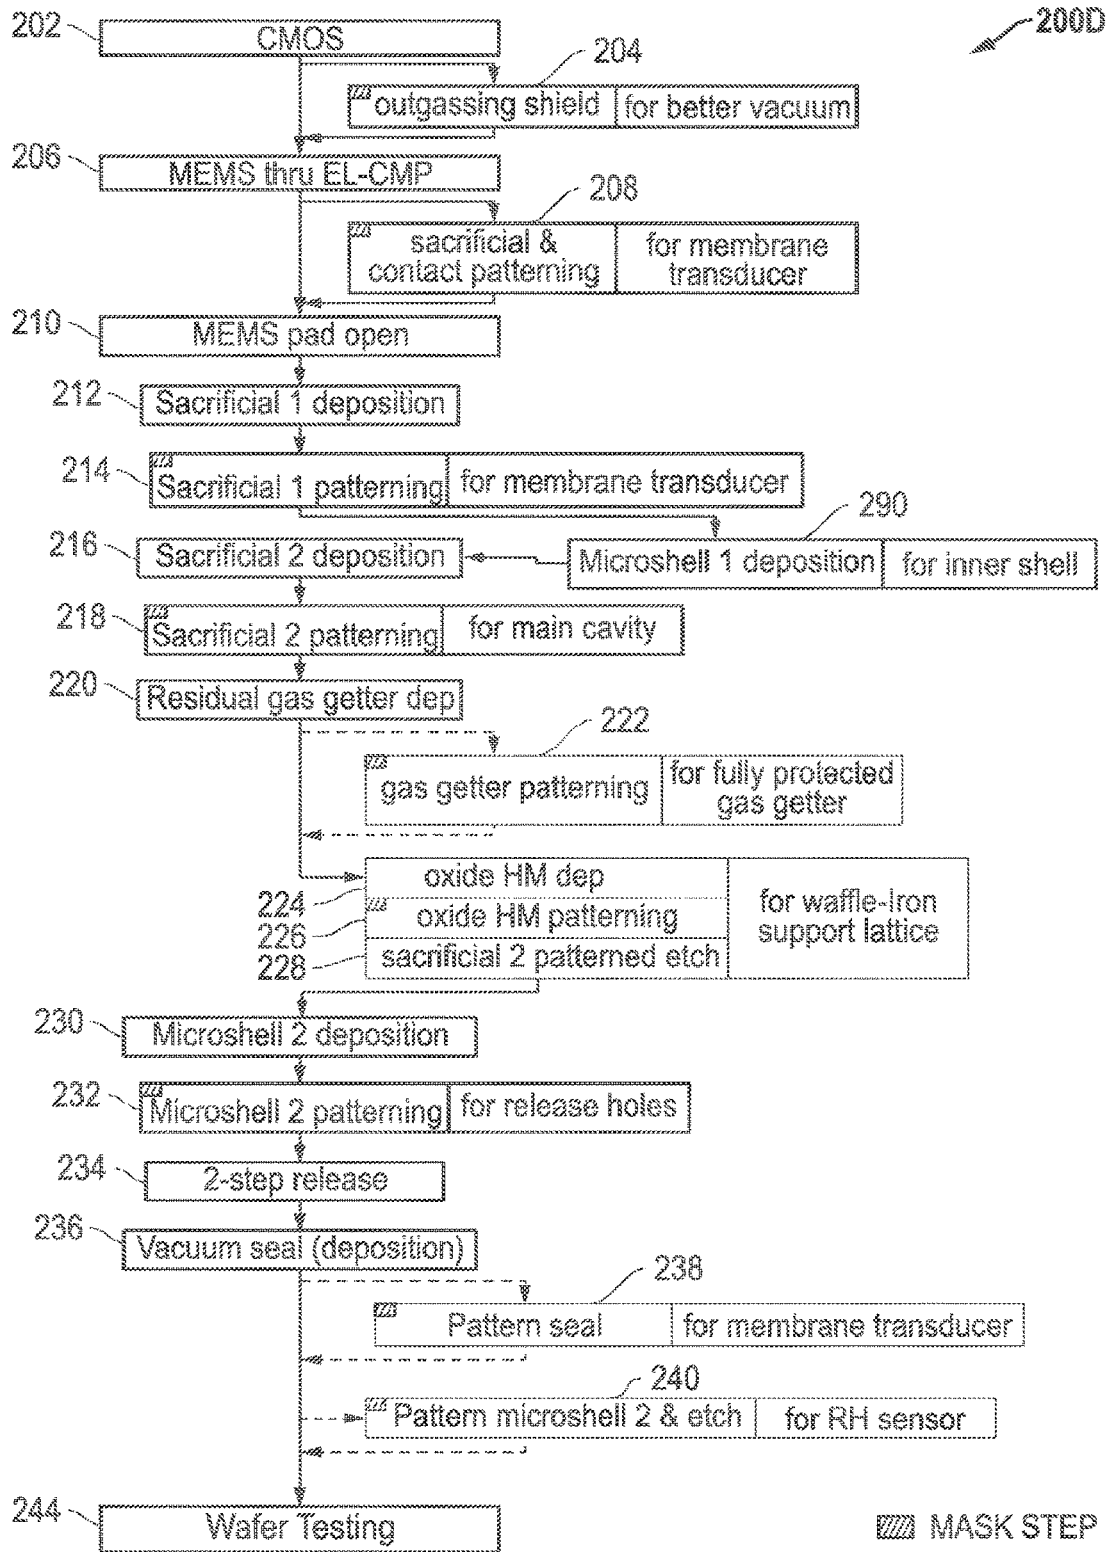 200D
202
CMOS
204
outgassing shield for better vacuum
206
MEMS thru EL-CMP
208
sacrificial & contact patterning
for membrane transducer
210
MEMS pad open
212
Sacrificial 1 deposition
214
Sacrificial 1 patterning for membrane transducer
290
216
Sacrificial 2 deposition
Microshell 1 deposition for inner shell
218
Sacrificial 2 patterning for main cavity
220
Residual gas getter dep
222
gas getter patterning
for fully protected
gas getter
224
oxide HM dep
226
oxide HM patterning
228
sacrificial 2 patterned etch
for waffle-Iron
support lattice
230
Microshell 2 deposition
232
Microshell 2 patterning for release holes
234
2-step release
236
Vacuum seal (deposition)
238
Pattern seal for membrane transducer
240
Pattern microshell 2 & etch for RH sensor
244
Wafer Testing
MASK STEP